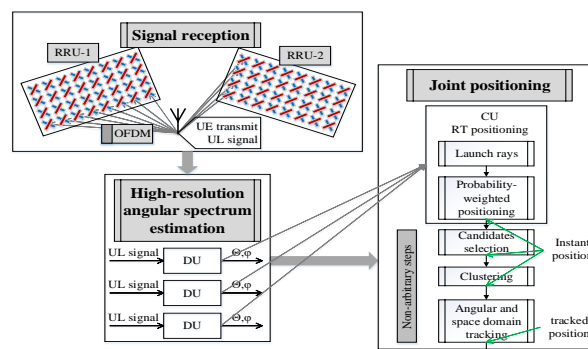 Signal reception
RRU-1
RRU-2
OFDM
UE transmit
UL signal
High-resolution
angular spectrum
estimation
UL signal
DU
Θ,φ
UL signal
DU
Θ,φ
UL signal
DU
Θ,φ
Joint positioning
CU
RT positioning
Launch rays
Probability-
weighted
positioning
Candidates
selection
Clustering
Angular and
space domain
tracking
Non-arbitrary steps
Instant
position
tracked
position